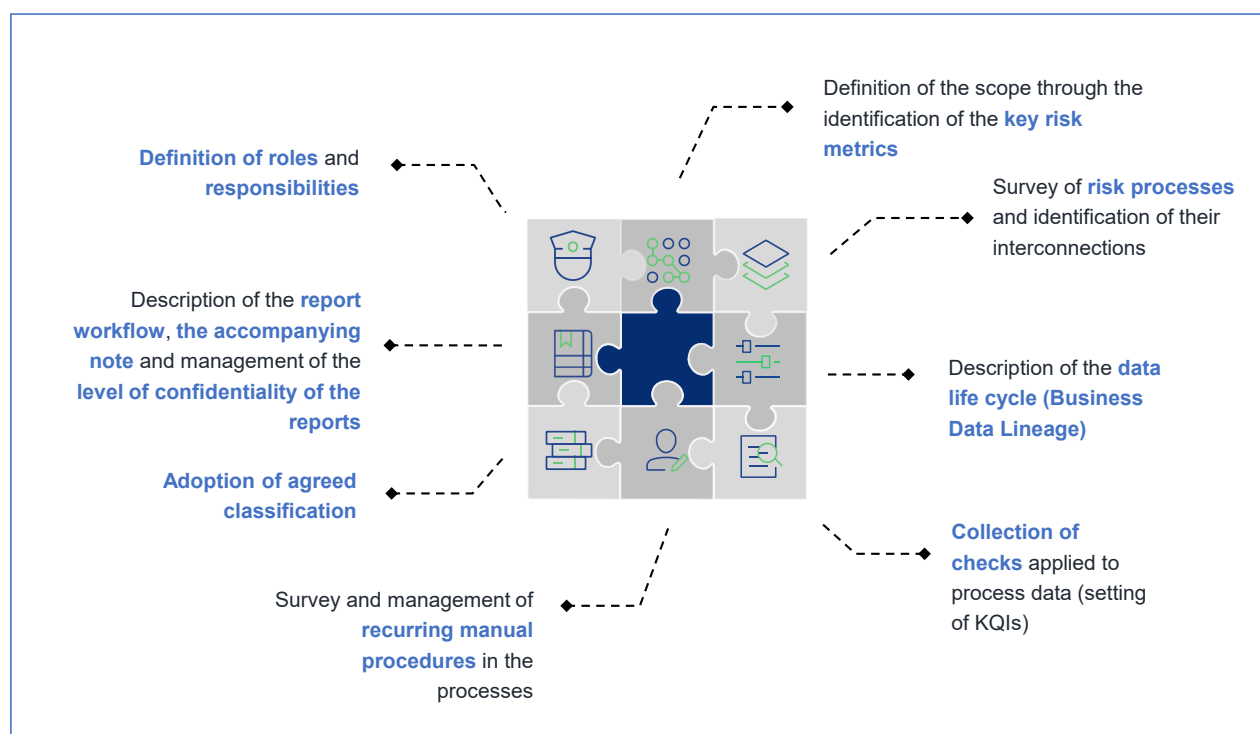 Definition of the scope through the
identification of the key risk
metrics
Definition of roles and
responsibilities
Survey of risk processes
and identification of their
interconnections
Description of the report
workflow, the accompanying
note and management of the
level of confidentiality of the
reports
Description of the data
life cycle (Business
Data Lineage)
Adoption of agreed
classification
Collection of
checks applied to
process data (setting
of KQIs)
Survey and management of
recurring manual
procedures in the
processes